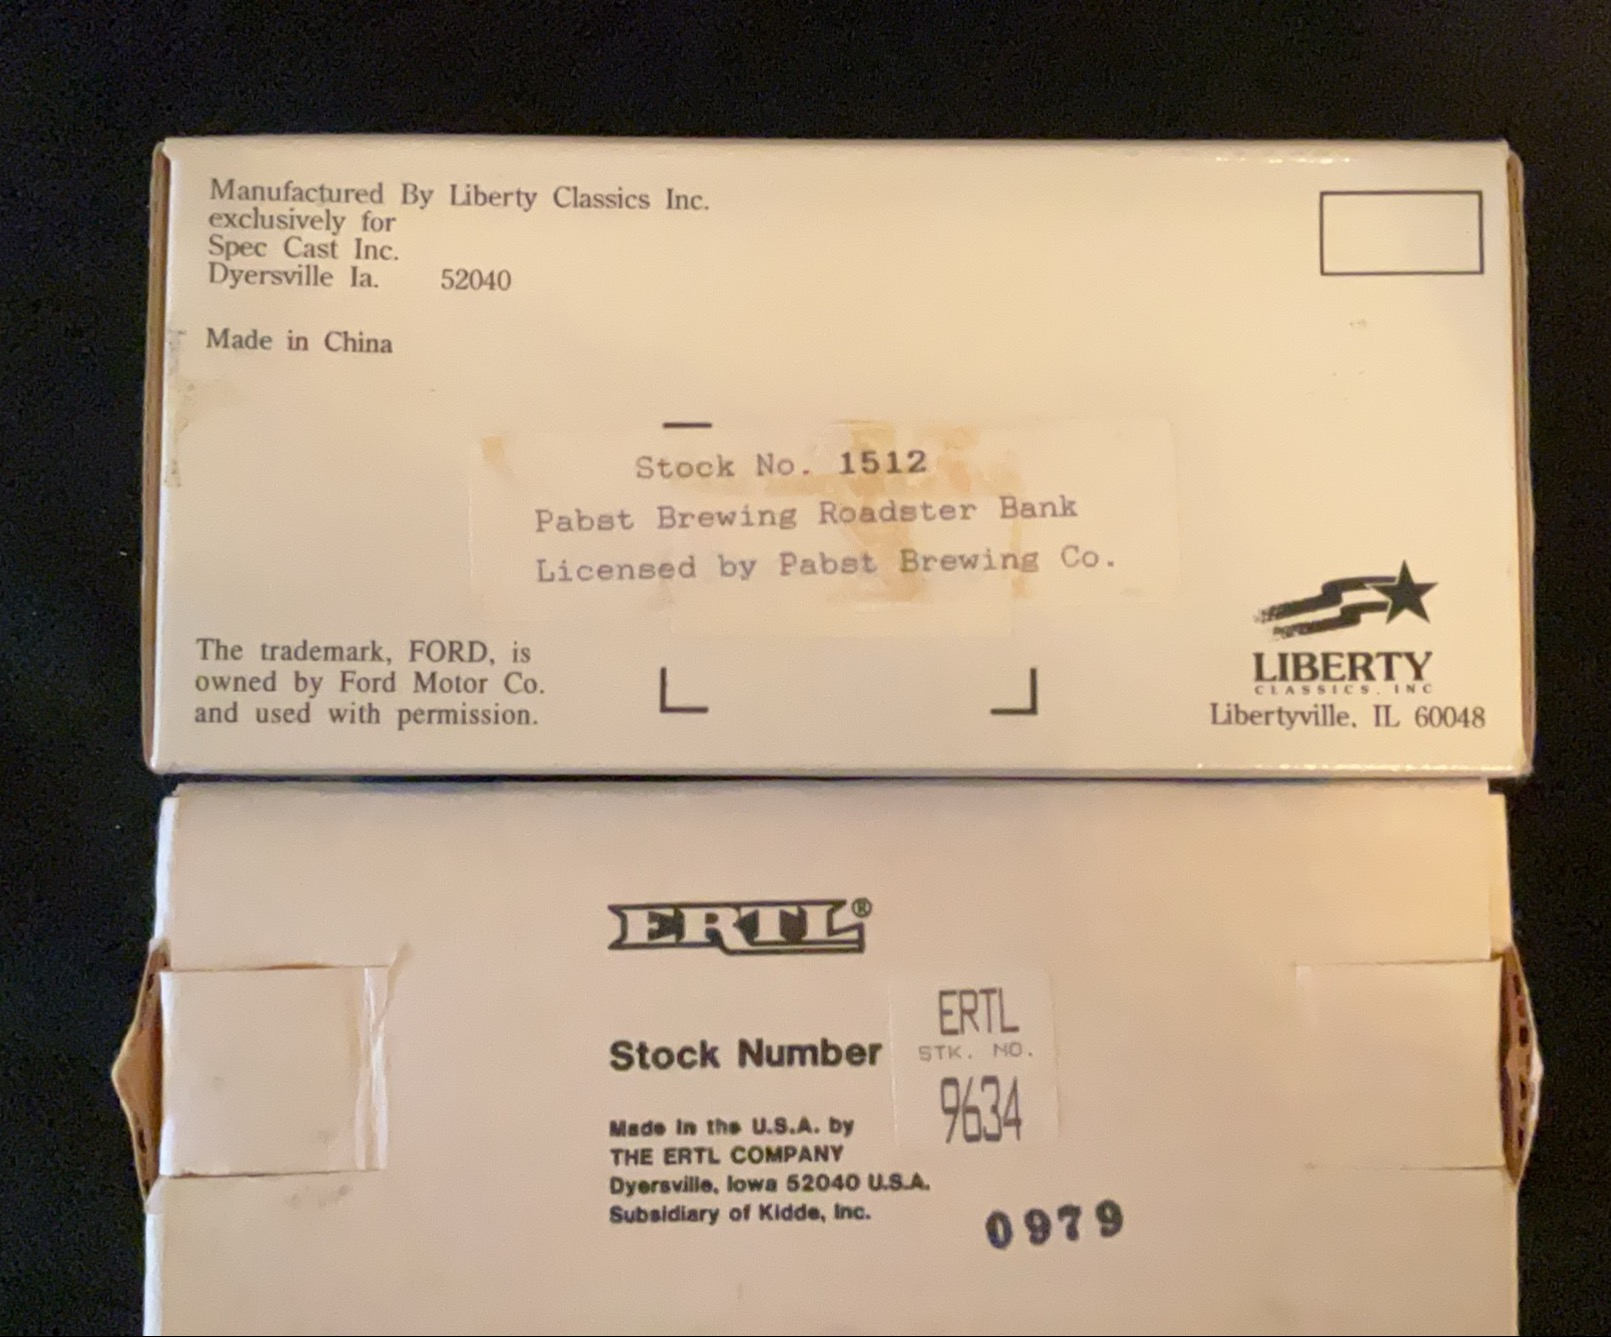 Manufactured By Liberty Classics Inc.
exclusively for
Spec Cast Inc.
Dyersville Ia. 52040
Made in China
Stock No. 1512
Pabst Brewing Roadster Bank
Licensed by Pabst Brewing Co.
The trademark, FORD, is
owned by Ford Motor Co.
and used with permission.
LIBERTY
CLASSICS, INC
Libertyville, IL 60048
ERTL®
Stock Number
ERTL
STK. NO.
9634
Made in the U.S.A. by
THE ERTL COMPANY
Dyersville, Iowa 52040 U.S.A.
Subsidiary of Kidde, Inc.
0979